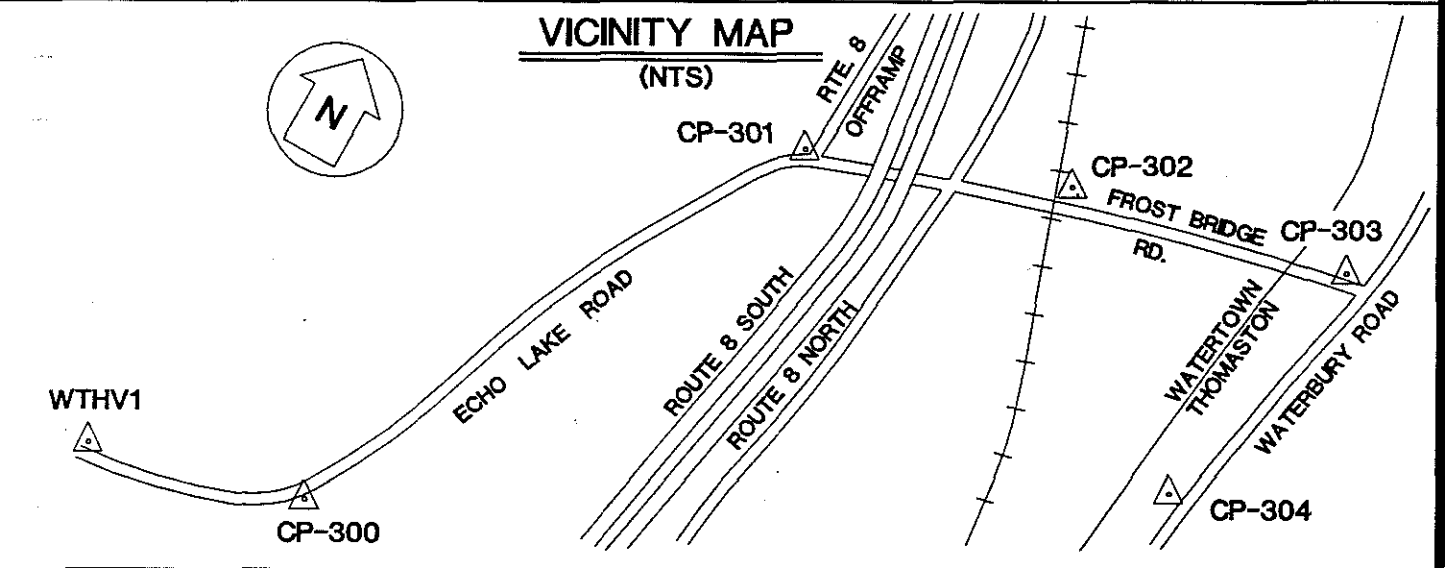 VICINITY MAP
(NTS)
N
RTE. 8
OFFRAMP
CP-301
CP-302
FROST BRIDGE
RD.
CP-303
ECHO LAKE ROAD
ROUTE 8 SOUTH
ROUTE 8 NORTH
WATERTOWN
THOMASTON
WATERBURY ROAD
WTHV1
CP-300
CP-304